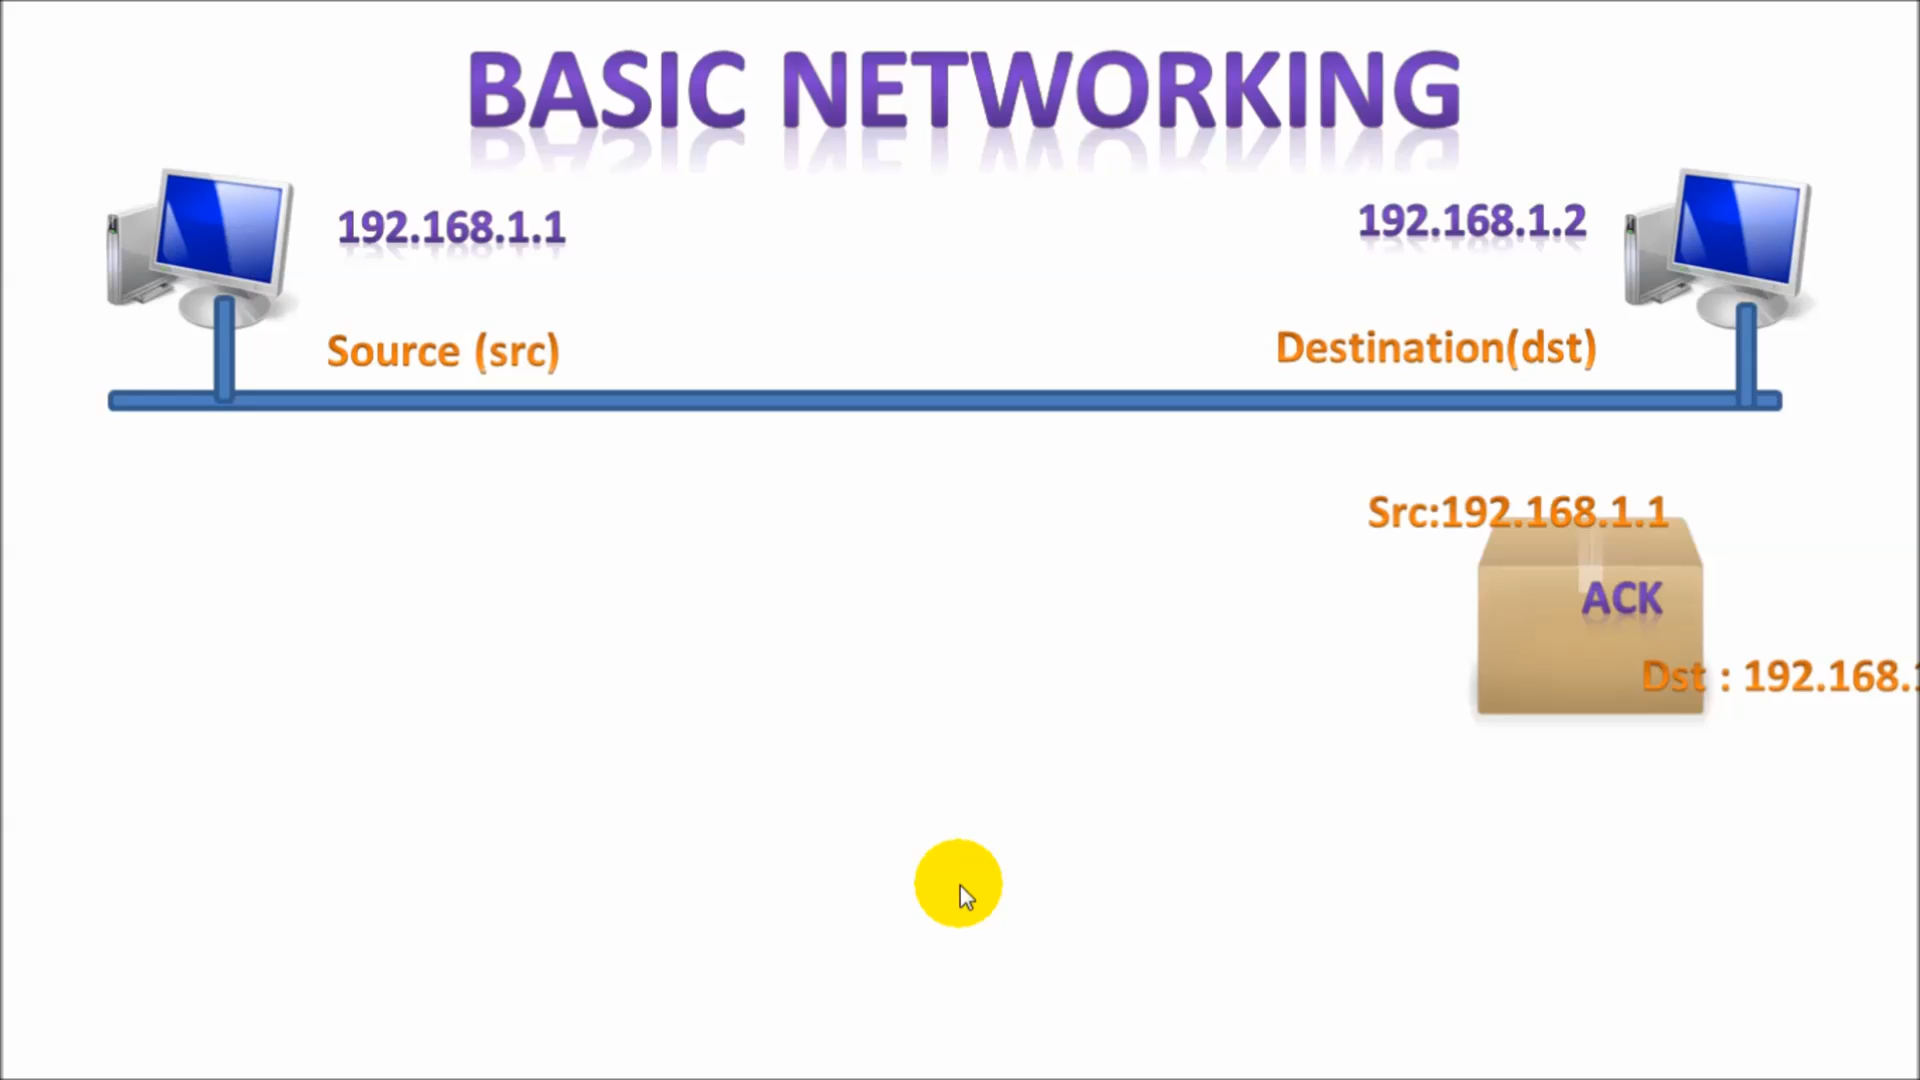 BASIC NETWORKING
192.168.1.1
192.168.1.2
Source (src)
Destination(dst)
Src:192.168.1.1
ACK
Dst : 192.168.